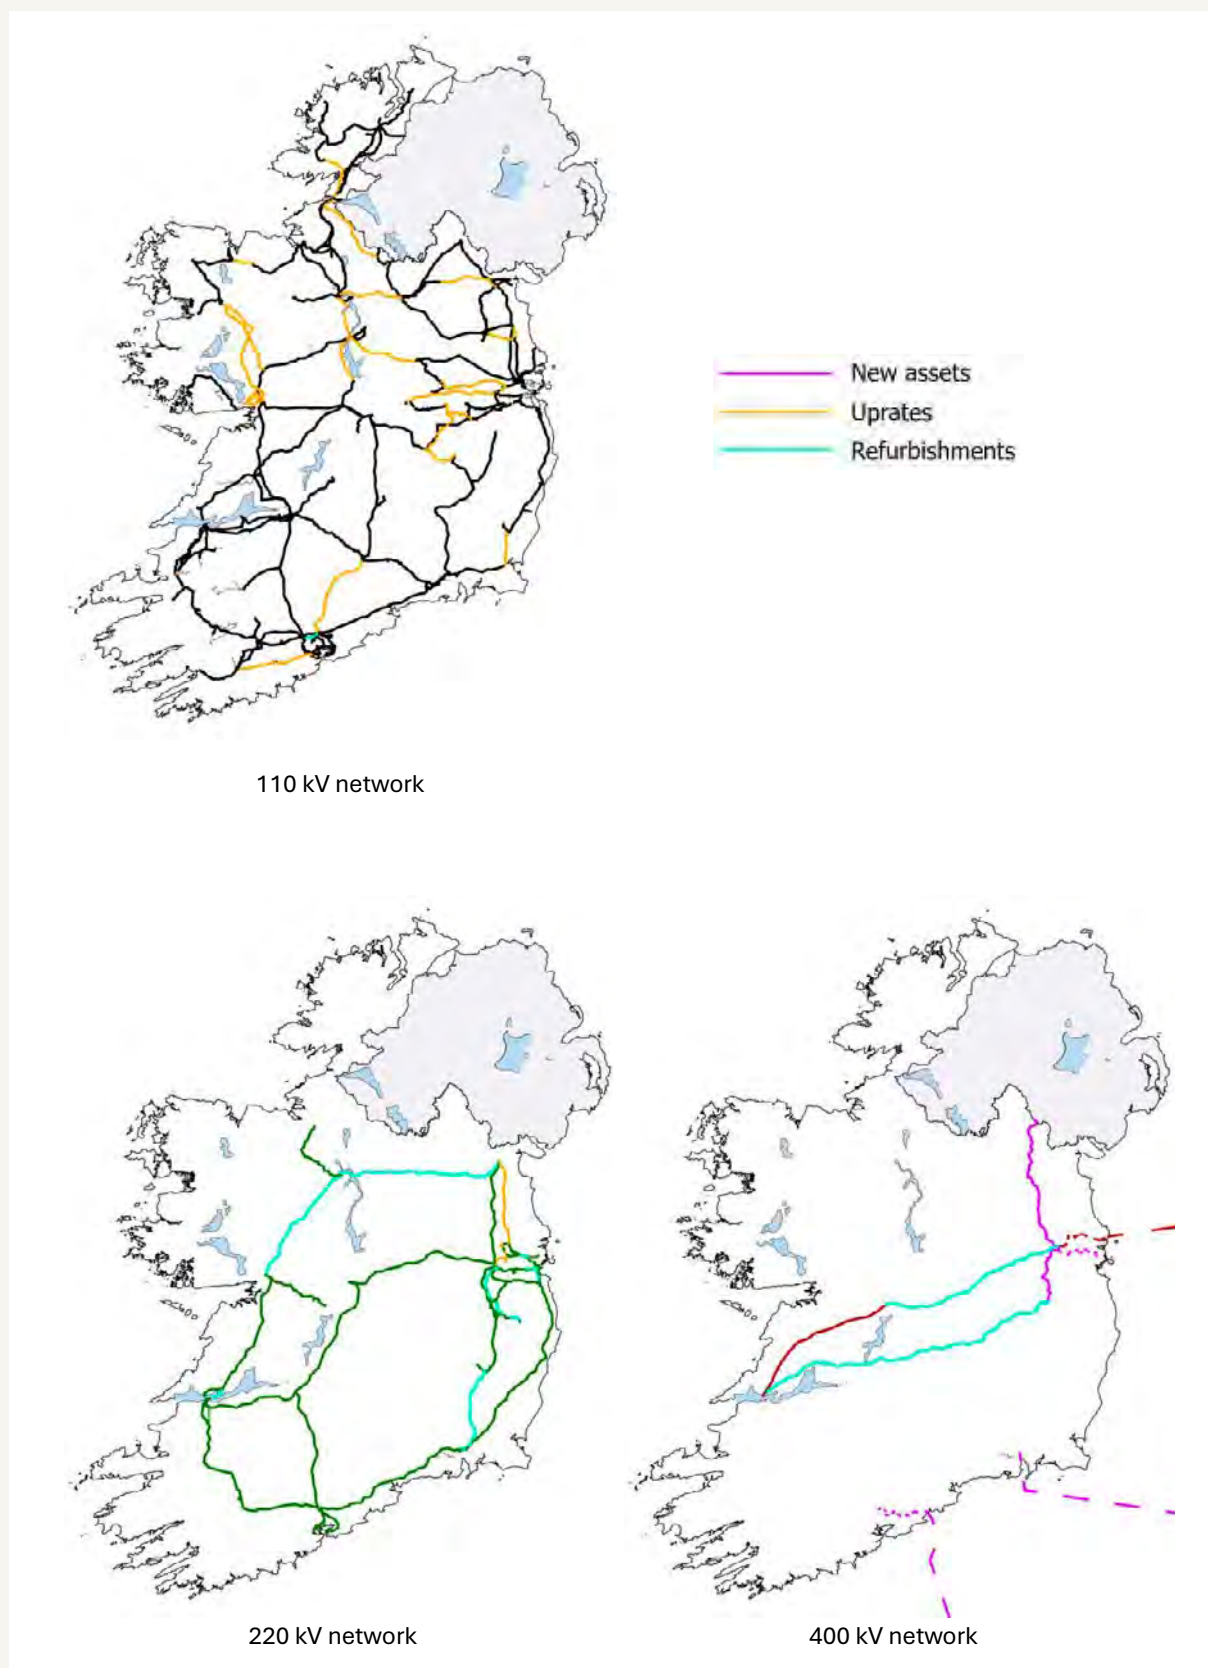 New assets
Uprates
Refurbishments
110 kV network
220 kV network
400 kV network